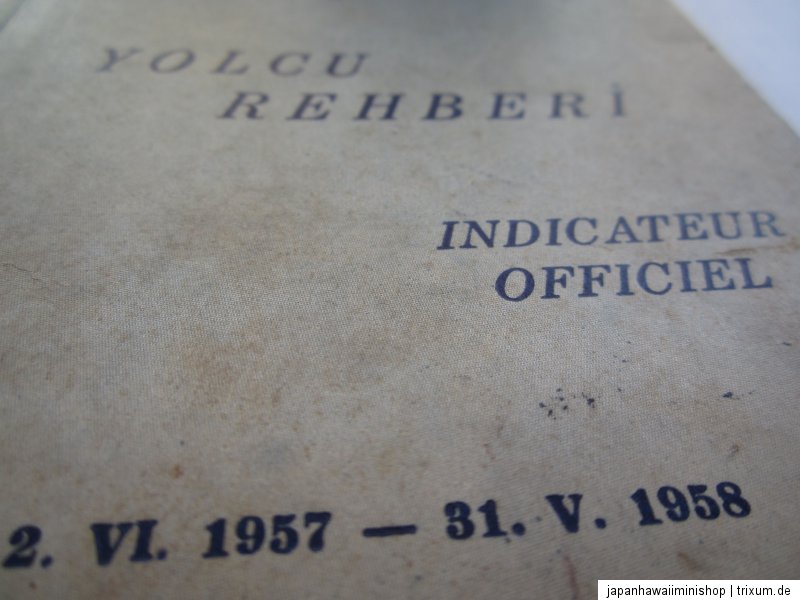 YOLCU
REHBERİ
INDICATEUR
OFFICIEL
2. VI. 1957 — 31. V. 1958
japanhawaiiminishop | trixum.de